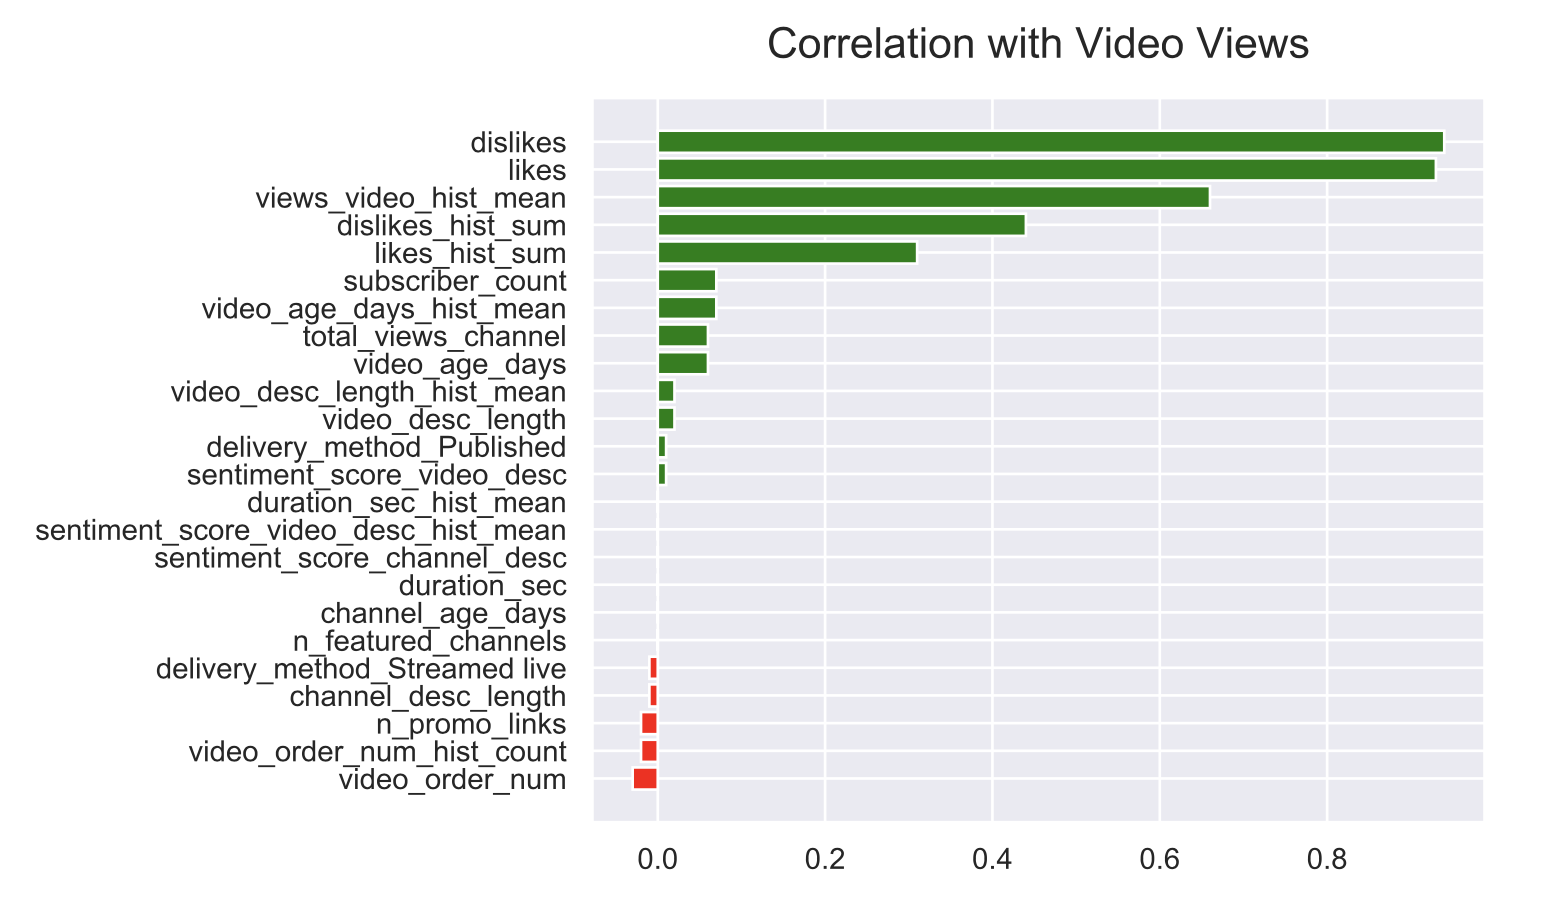 Correlation with Video Views
dislikes
likes
views_video_hist_mean
dislikes_hist_sum
likes_hist_sum
subscriber_count
video_age_days_hist_mean
total_views_channel
video_age_days
video_desc_length_hist_mean
video_desc_length
delivery_method_Published
sentiment_score_video_desc
duration_sec_hist_mean
sentiment_score_video_desc_hist_mean
sentiment_score_channel_desc
duration_sec
channel_age_days
n_featured_channels
delivery_method_Streamed live
channel_desc_length
n_promo_links
video_order_num_hist_count
video_order_num
0.0 0.2 0.4 0.6 0.8